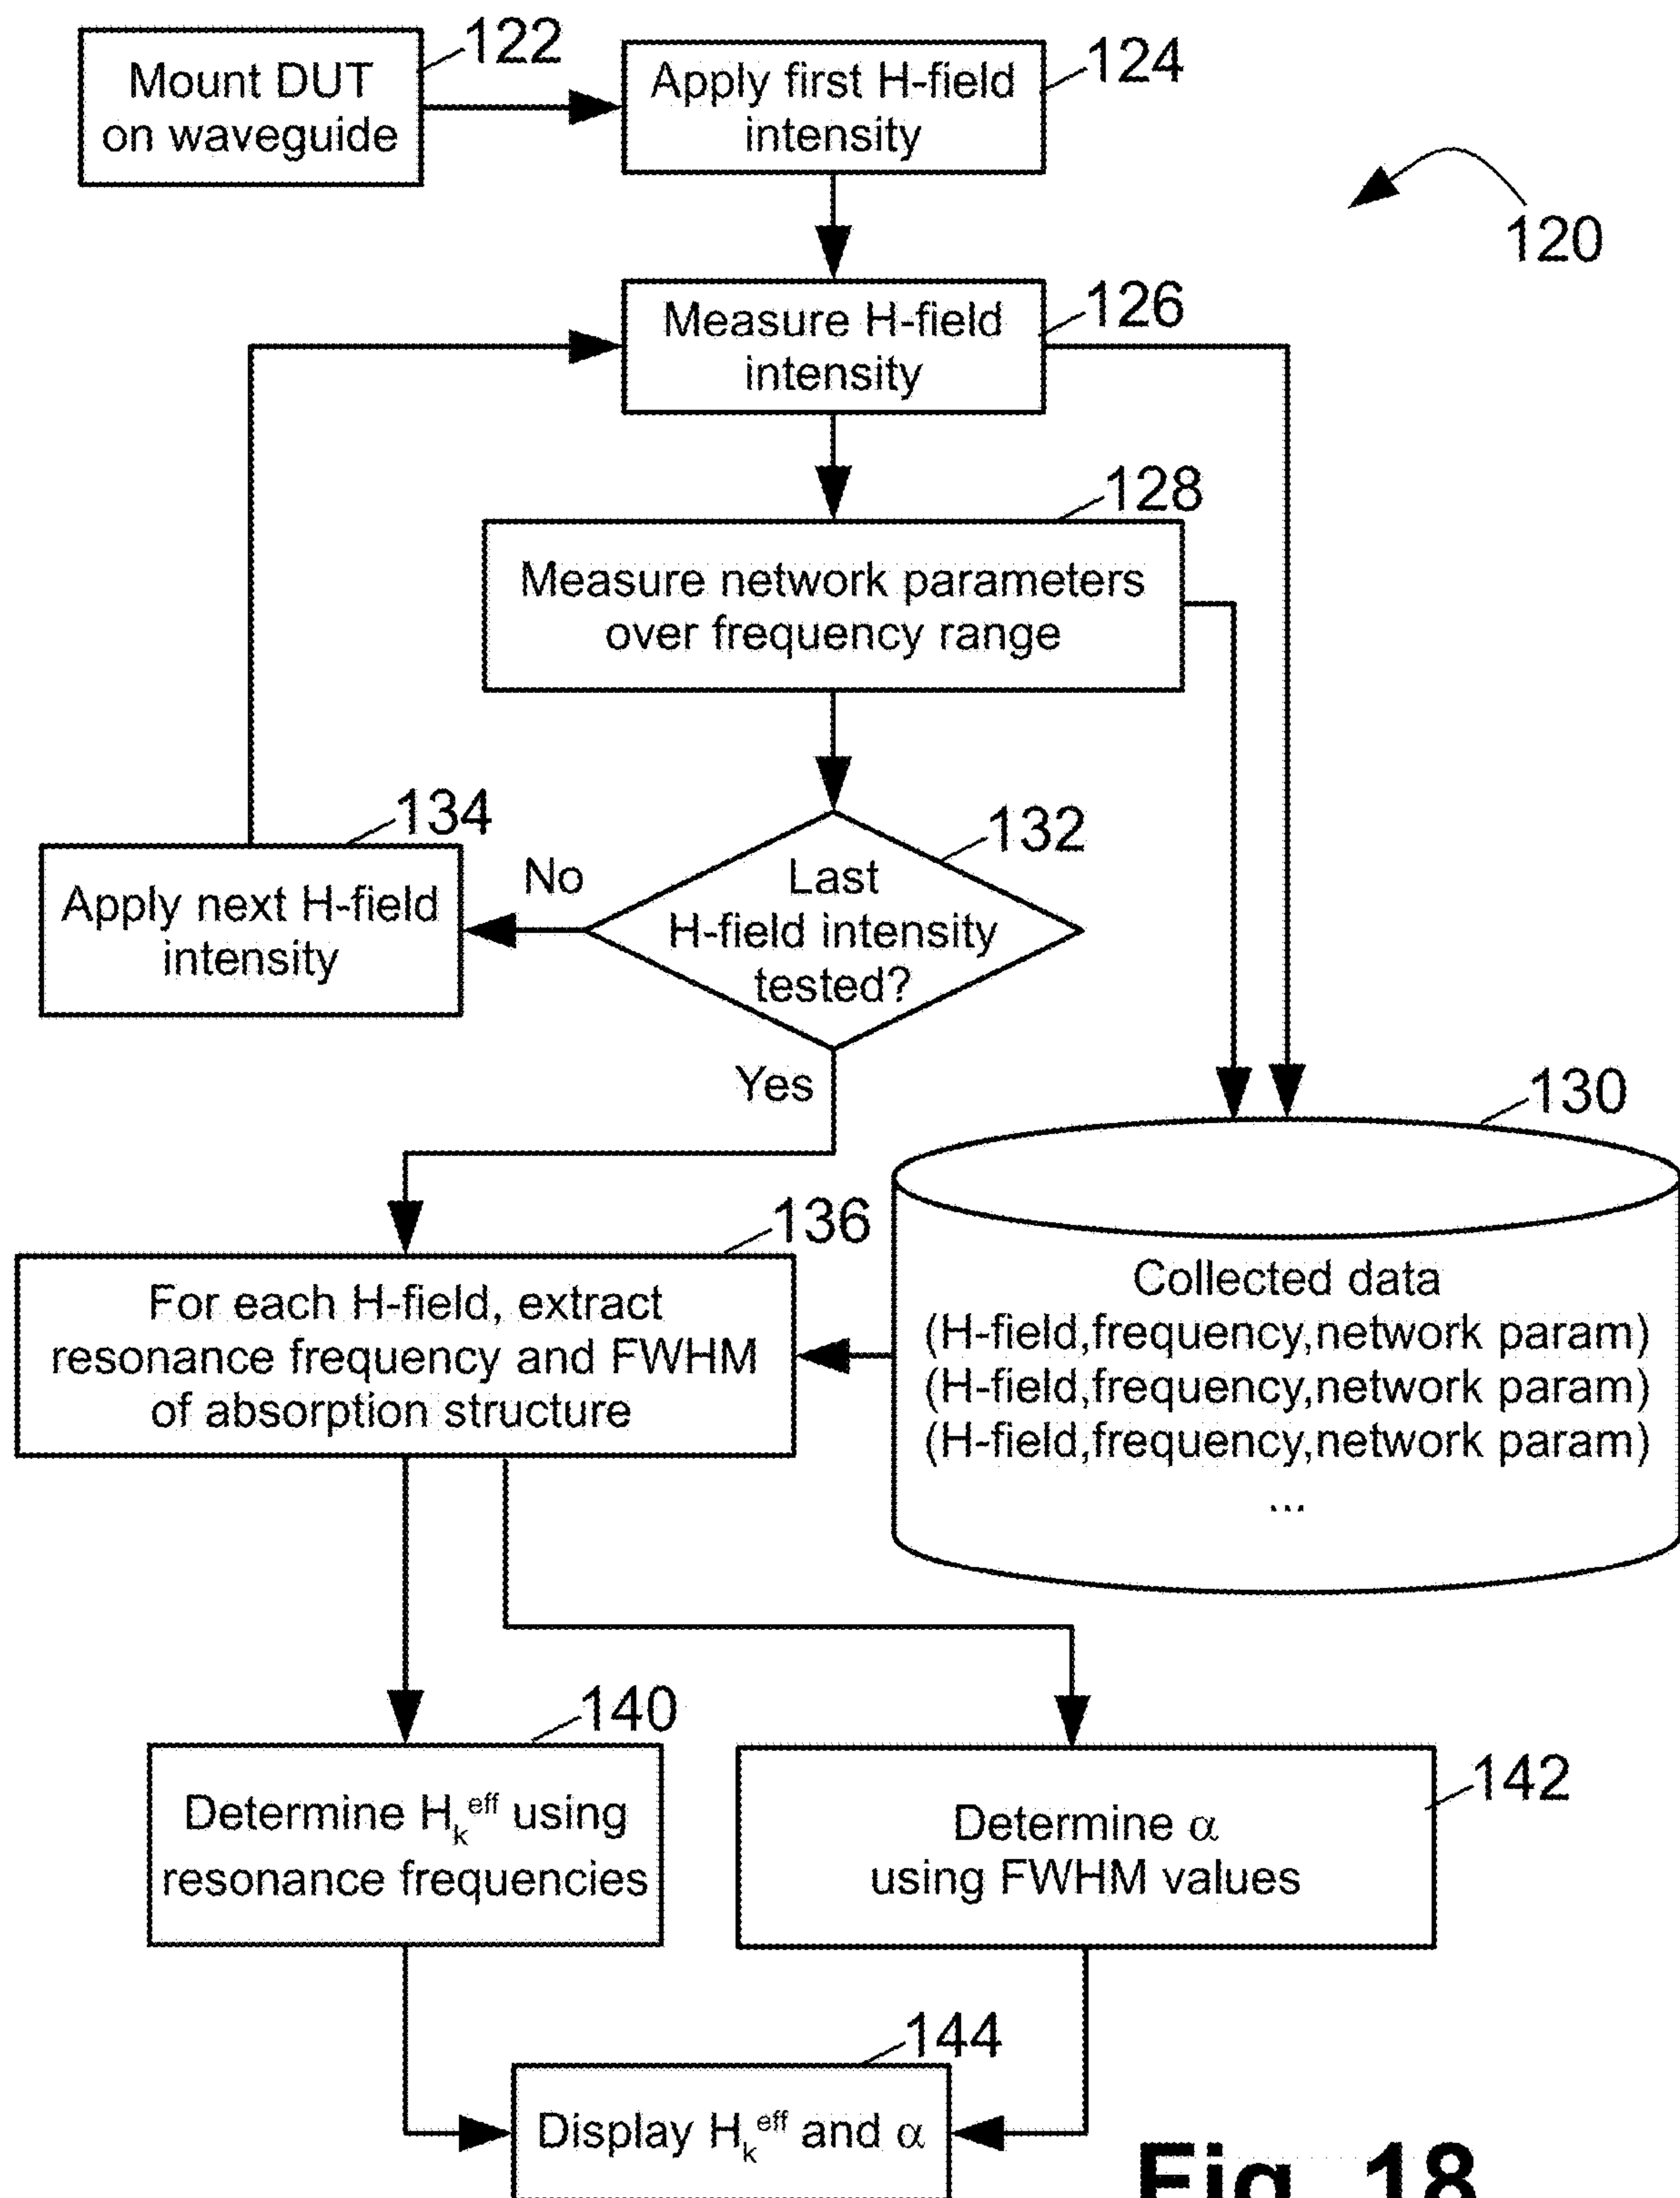 122
Mount DUT
on waveguide
124
Apply first H-field
intensity
120
126
Measure H-field
intensity
128
Measure network parameters
over frequency range
134
Apply next H-field
intensity
No
132
Last
H-field intensity
tested?
Yes
130
Collected data
(H-field,frequency,network param)
(H-field,frequency,network param)
(H-field,frequency,network param)
...
136
For each H-field, extract
resonance frequency and FWHM
of absorption structure
140
Determine Hₖᵉᶠᶠ using
resonance frequencies
142
Determine α
using FWHM values
144
Display Hₖᵉᶠᶠ and α
Fig. 18